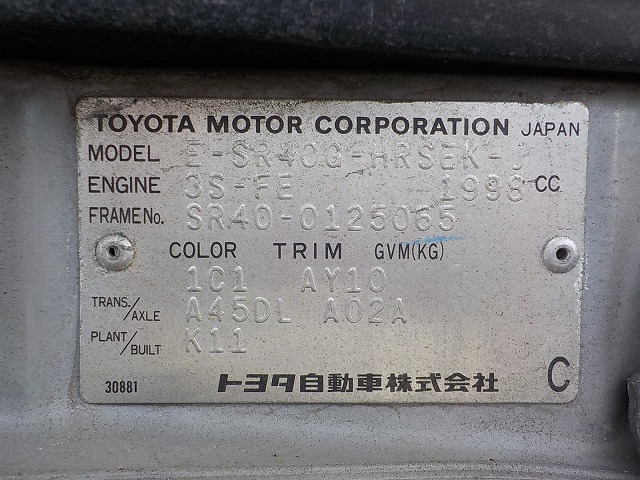 TOYOTA MOTOR CORPORATION JAPAN
MODEL E-SR40G-HRSEK-J
ENGINE 3S-FE 1998 CC
FRAME No. SR40-0125065
COLOR TRIM GVM(KG)
1C1 AY10
TRANS./AXLE A45DL A02A
PLANT/BUILT K11
30881 トヨタ自動車株式会社 C